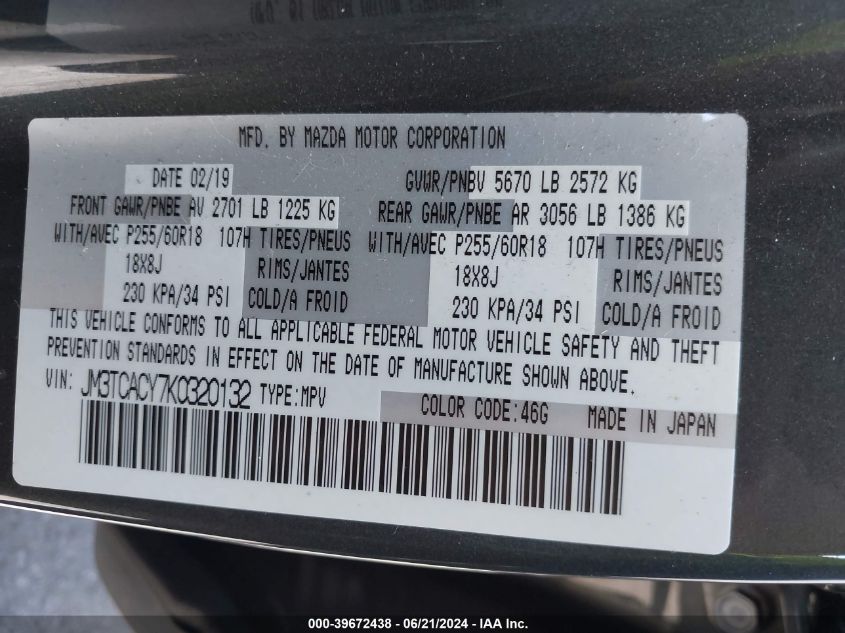 MFD. BY MAZDA MOTOR CORPORATION
DATE 02/19 GVWR/PNBV 5670 LB 2572 KG
FRONT GAWR/PNBE AV 2701 LB 1225 KG REAR GAWR/PNBE AR 3056 LB 1386 KG
WITH/AVEC P255/60R18 107H TIRES/PNEUS WITH/AVEC P255/60R18 107H TIRES/PNEUS
18X8J RIMS/JANTES 18X8J RIMS/JANTES
230 KPA/34 PSI COLD/A FROID 230 KPA/34 PSI COLD/A FROID
THIS VEHICLE CONFORMS TO ALL APPLICABLE FEDERAL MOTOR VEHICLE SAFETY AND THEFT
PREVENTION STANDARDS IN EFFECT ON THE DATE OF MANUFACTURE SHOWN ABOVE.
VIN: JM3TCACY7K0320132 TYPE:MPV
COLOR CODE:46G MADE IN JAPAN
000-39672438 - 06/21/2024 - IAA Inc.